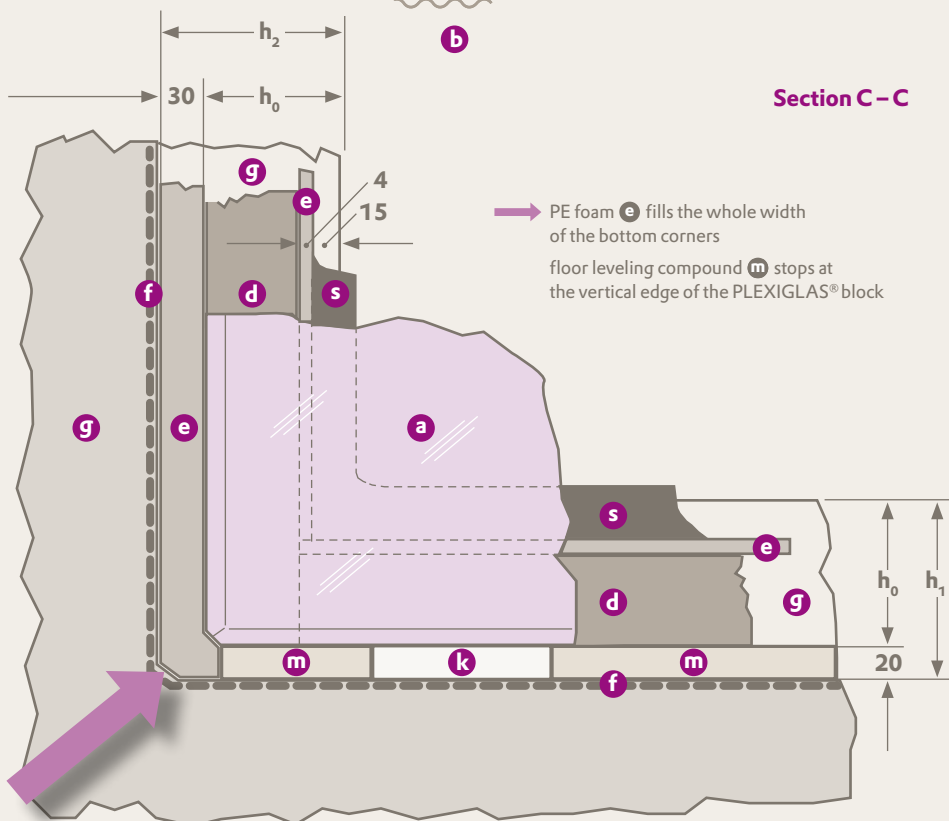 h₂
b
30
h₀
Section C – C
g
e
4
15
PE foam e fills the whole width
of the bottom corners
floor leveling compound m stops at
the vertical edge of the PLEXIGLAS® block
f
d
s
g
e
a
s
e
h₀
h₁
d
g
m
k
m
20
f